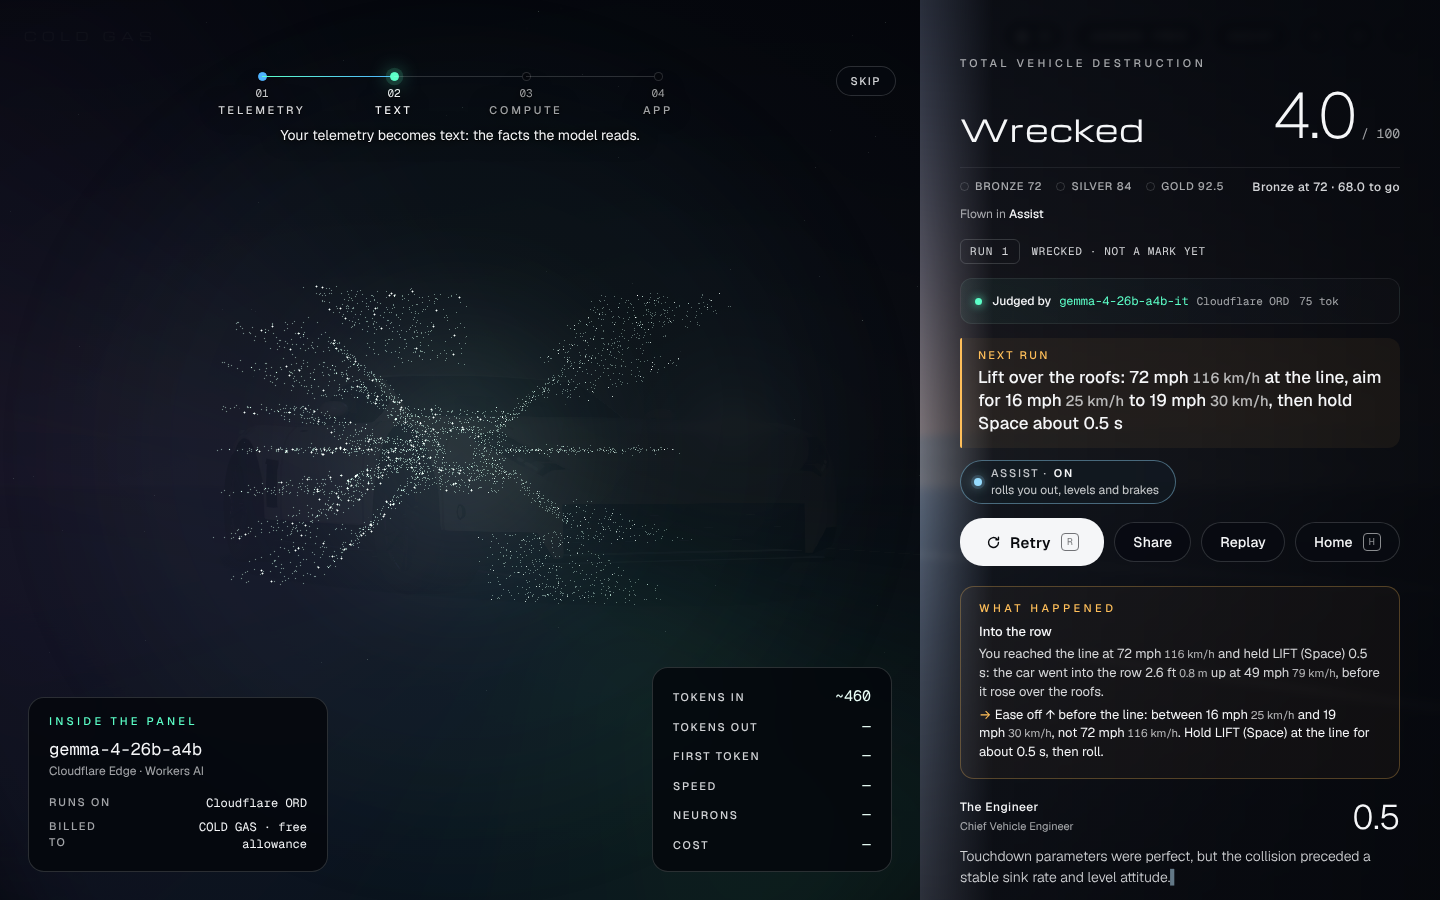 COLD GAS
01
TELEMETRY
02
TEXT
03
COMPUTE
04
APP
SKIP
Your telemetry becomes text: the facts the model reads.
INSIDE THE PANEL
gemma-4-26b-a4b
Cloudflare Edge · Workers AI
RUNS ON Cloudflare ORD
BILLED TO COLD GAS · free allowance
TOKENS IN ~460
TOKENS OUT —
FIRST TOKEN —
SPEED —
NEURONS —
COST —
TOTAL VEHICLE DESTRUCTION
Wrecked 4.0 / 100
BRONZE 72 SILVER 84 GOLD 92.5 Bronze at 72 · 68.0 to go
Flown in Assist
RUN 1 WRECKED · NOT A MARK YET
Judged by gemma-4-26b-a4b-it Cloudflare ORD 75 tok
NEXT RUN
Lift over the roofs: 72 mph 116 km/h at the line, aim
for 16 mph 25 km/h to 19 mph 30 km/h, then hold
Space about 0.5 s
ASSIST · ON
rolls you out, levels and brakes
Retry R
Share
Replay
Home H
WHAT HAPPENED
Into the row
You reached the line at 72 mph 116 km/h and held LIFT (Space) 0.5
s: the car went into the row 2.6 ft 0.8 m up at 49 mph 79 km/h, before
it rose over the roofs.
→ Ease off ↑ before the line: between 16 mph 25 km/h and 19
mph 30 km/h, not 72 mph 116 km/h. Hold LIFT (Space) at the line for
about 0.5 s, then roll.
The Engineer 0.5
Chief Vehicle Engineer
Touchdown parameters were perfect, but the collision preceded a
stable sink rate and level attitude.